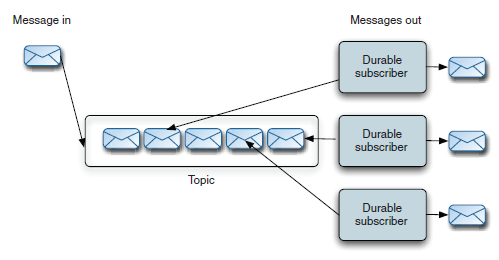 Message in
Messages out
Durable
subscriber
Durable
subscriber
Topic
Durable
subscriber